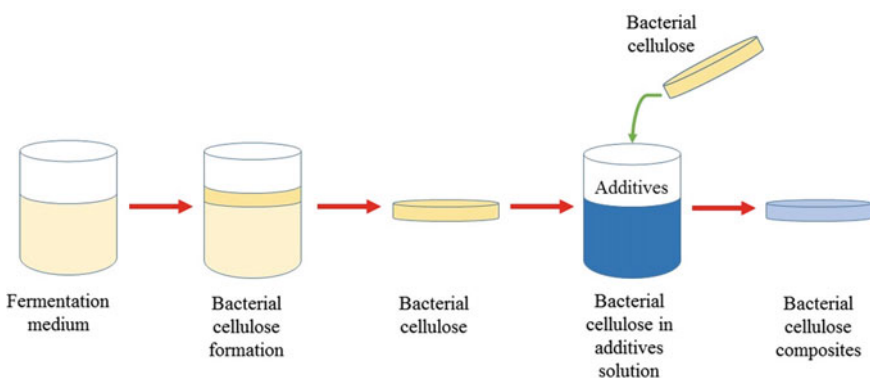 Bacterial
cellulose
Additives
Fermentation
medium
Bacterial
cellulose
formation
Bacterial
cellulose
Bacterial
cellulose in
additives
solution
Bacterial
cellulose
composites